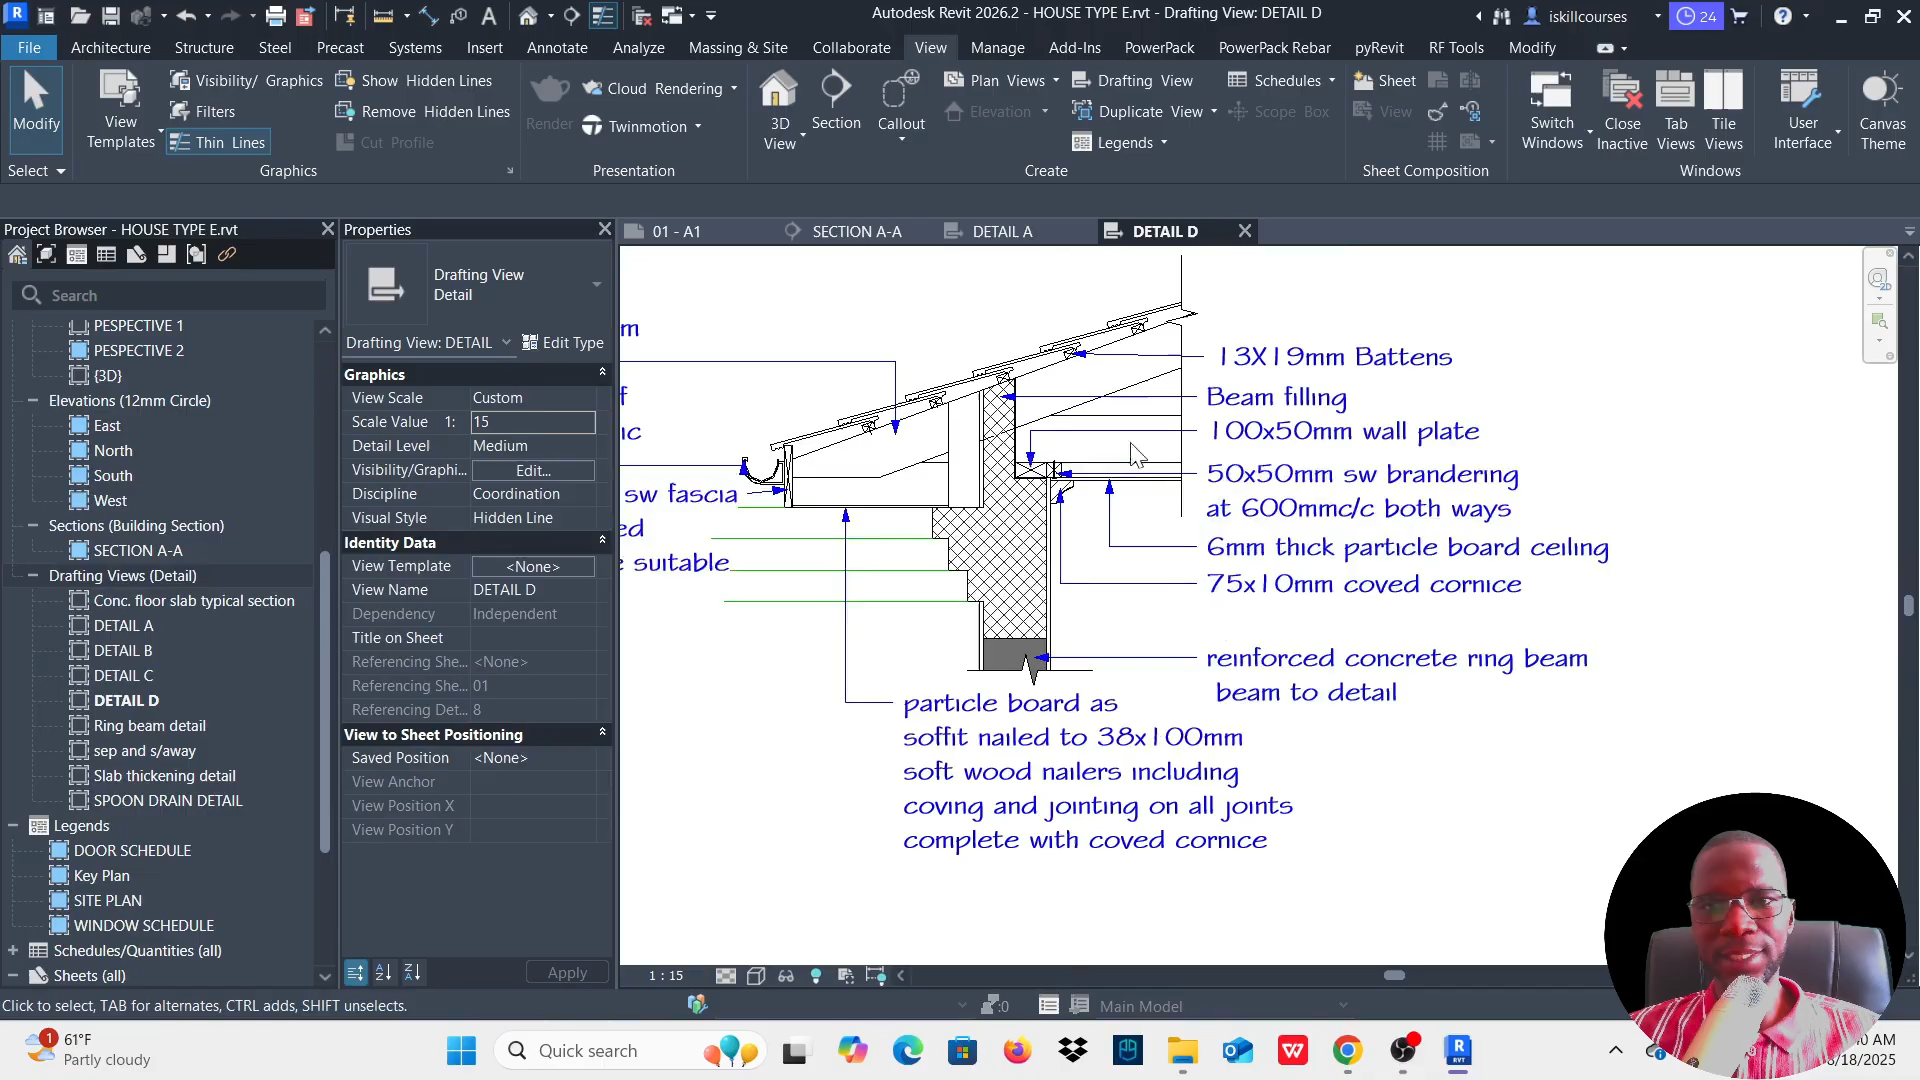 Autodesk Revit 2026.2 - HOUSE TYPE E.rvt - Drafting View: DETAIL D
iskillcourses
24
File Architecture Structure Steel Precast Systems Insert Annotate Analyze Massing & Site Collaborate View Manage Add-Ins PowerPack PowerPack Rebar pyRevit RF Tools Modify
Modify
View Templates
Visibility/ Graphics
Filters
Thin Lines
Show Hidden Lines
Remove Hidden Lines
Cut Profile
Render
Cloud Rendering
Twinmotion
3D View
Section
Callout
Plan Views
Elevation
Drafting View
Duplicate View
Legends
Schedules
Scope Box
Sheet
View
Switch Windows
Close Inactive
Tab Views
Tile Views
User Interface
Canvas Theme
Select Graphics Presentation Create Sheet Composition Windows
Project Browser - HOUSE TYPE E.rvt
Search
PESPECTIVE 1
PESPECTIVE 2
{3D}
Elevations (12mm Circle)
East
North
South
West
Sections (Building Section)
SECTION A-A
Drafting Views (Detail)
Conc. floor slab typical section
DETAIL A
DETAIL B
DETAIL C
DETAIL D
Ring beam detail
sep and s/away
Slab thickening detail
SPOON DRAIN DETAIL
Legends
DOOR SCHEDULE
Key Plan
SITE PLAN
WINDOW SCHEDULE
Schedules/Quantities (all)
Sheets (all)
Properties
Drafting View
Detail
Drafting View: DETAIL Edit Type
Graphics
View Scale Custom
Scale Value 1: 15
Detail Level Medium
Visibility/Graphi... Edit...
Discipline Coordination
Visual Style Hidden Line
Identity Data
View Template <None>
View Name DETAIL D
Dependency Independent
Title on Sheet
Referencing She... <None>
Referencing She... 01
Referencing Det... 8
View to Sheet Positioning
Saved Position <None>
View Anchor
View Position X
View Position Y
Apply
01 - A1
SECTION A-A
DETAIL A
DETAIL D
2D
m
f
ic
sw fascia
ed
e suitable
13X19mm Battens
Beam filling
100x50mm wall plate
50x50mm sw brandering
at 600mmc/c both ways
6mm thick particle board ceiling
75x10mm coved cornice
reinforced concrete ring beam
beam to detail
particle board as
soffit nailed to 38x100mm
soft wood nailers including
coving and jointing on all joints
complete with coved cornice
1 : 15
Click to select, TAB for alternates, CTRL adds, SHIFT unselects.
:0
Main Model
1
61°F
Partly cloudy
Quick search
AM
/18/2025